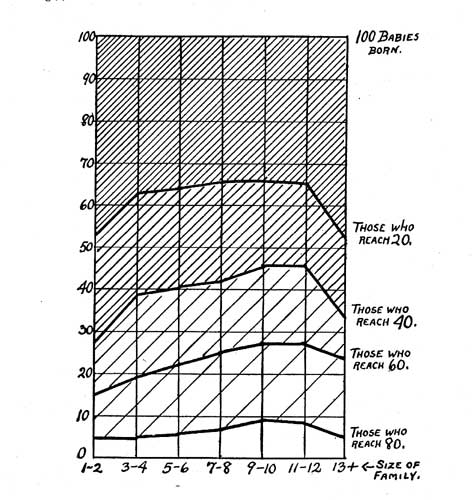 100
100 BABIES
BORN.
90
80
70
60
50
THOSE WHO
REACH 20.
40
30
THOSE WHO
REACH 40.
20
THOSE WHO
REACH 60.
10
THOSE WHO
REACH 80.
0
1-2 3-4 5-6 7-8 9-10 11-12 13+ ← SIZE OF
FAMILY.